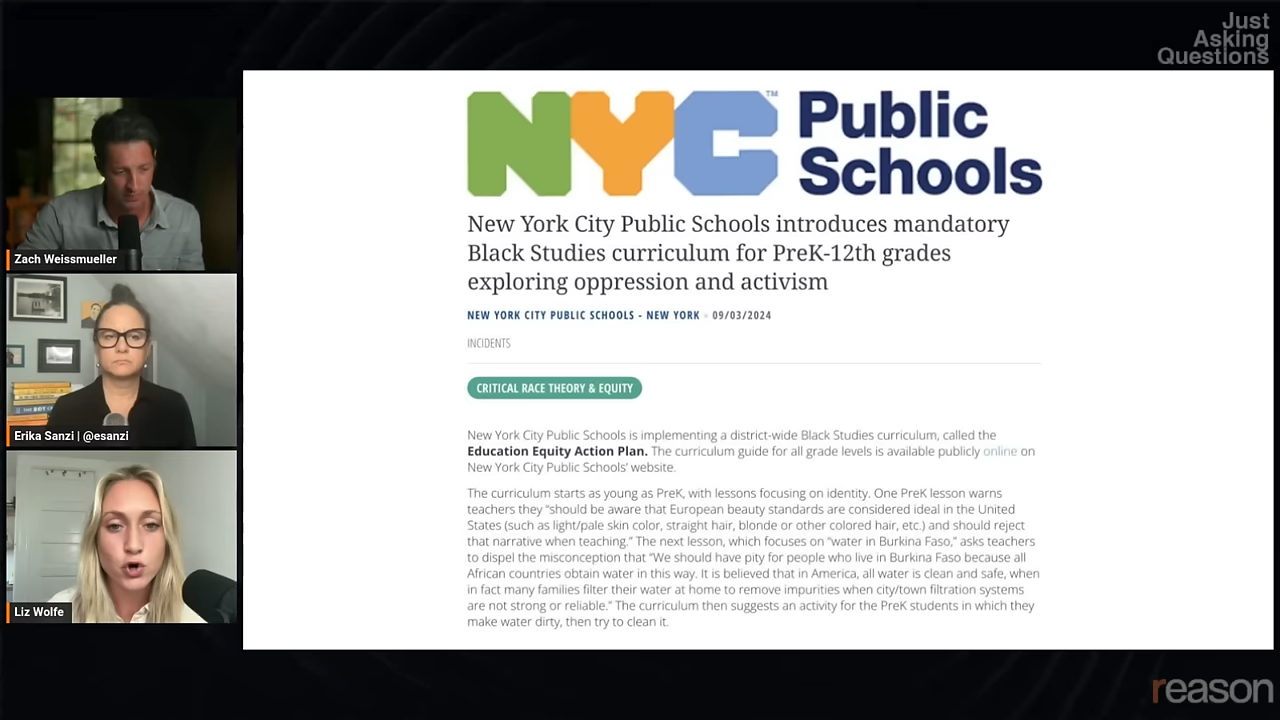 Just
Asking
Questions
NYC™ Public
Schools
New York City Public Schools introduces mandatory
Black Studies curriculum for PreK-12th grades
exploring oppression and activism
NEW YORK CITY PUBLIC SCHOOLS - NEW YORK 09/03/2024
INCIDENTS
CRITICAL RACE THEORY & EQUITY
New York City Public Schools is implementing a district-wide Black Studies curriculum, called the
Education Equity Action Plan. The curriculum guide for all grade levels is available publicly online on
New York City Public Schools' website.
The curriculum starts as young as PreK, with lessons focusing on identity. One PreK lesson warns
teachers they "should be aware that European beauty standards are considered ideal in the United
States (such as light/pale skin color, straight hair, blonde or other colored hair, etc.) and should reject
that narrative when teaching." The next lesson, which focuses on "water in Burkina Faso," asks teachers
to dispel the misconception that "We should have pity for people who live in Burkina Faso because all
African countries obtain water in this way. It is believed that in America, all water is clean and safe, when
in fact many families filter their water at home to remove impurities when city/town filtration systems
are not strong or reliable." The curriculum then suggests an activity for the PreK students in which they
make water dirty, then try to clean it.
Zach Weissmueller
Erika Sanzi | @esanzi
Liz Wolfe
reason